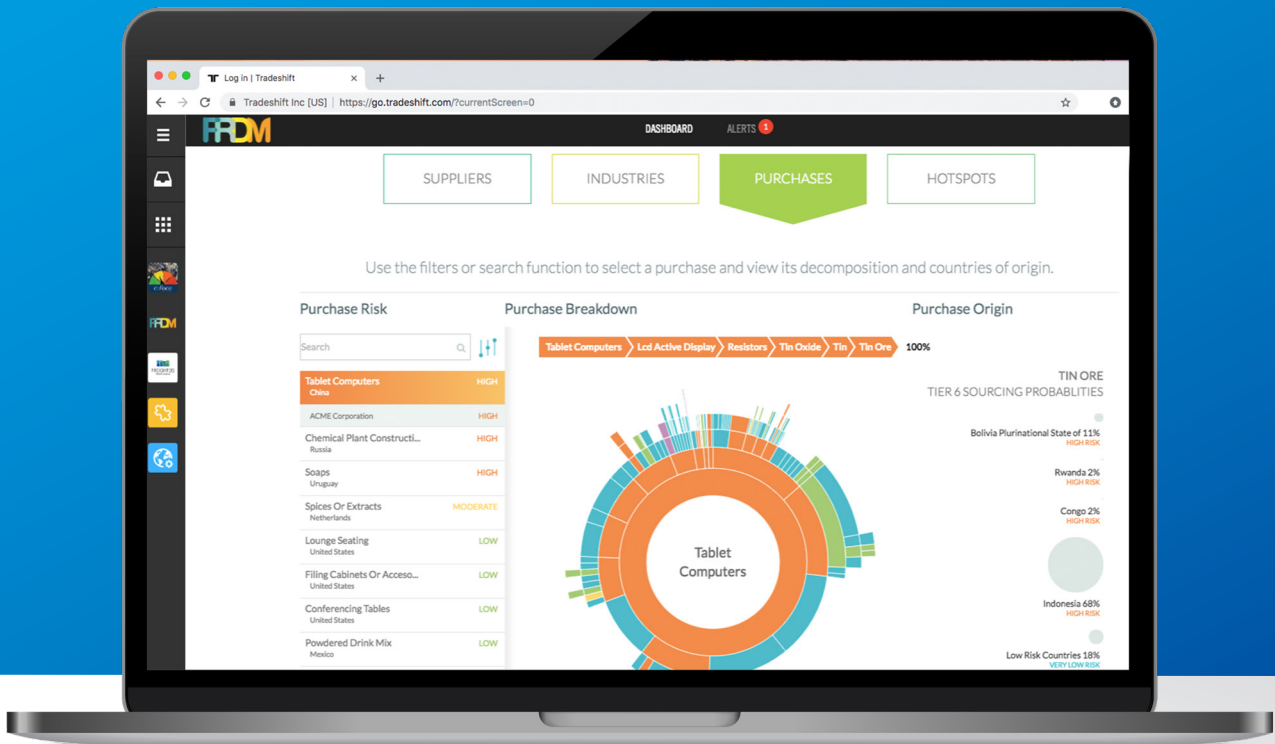 Log in | Tradeshift
Tradeshift Inc [US] | https://go.tradeshift.com/?currentScreen=0
FRDM
DASHBOARD
ALERTS 1
SUPPLIERS
INDUSTRIES
PURCHASES
HOTSPOTS
FRDM
Use the filters or search function to select a purchase and view its decomposition and countries of origin.
Purchase Risk
Search
Tablet Computers HIGH
China
ACME Corporation HIGH
Chemical Plant Constructi... HIGH
Russia
Soaps HIGH
Uruguay
Spices Or Extracts MODERATE
Netherlands
Lounge Seating LOW
United States
Filing Cabinets Or Acceso... LOW
United States
Conferencing Tables LOW
United States
Powdered Drink Mix LOW
Mexico
Purchase Breakdown
Tablet Computers Lcd Active Display Resistors Tin Oxide Tin Tin Ore 100%
Tablet
Computers
Purchase Origin
TIN ORE
TIER 6 SOURCING PROBABLITIES
Bolivia Plurinational State of 11%
HIGH RISK
Rwanda 2%
HIGH RISK
Congo 2%
HIGH RISK
Indonesia 68%
HIGH RISK
Low Risk Countries 18%
VERY LOW RISK